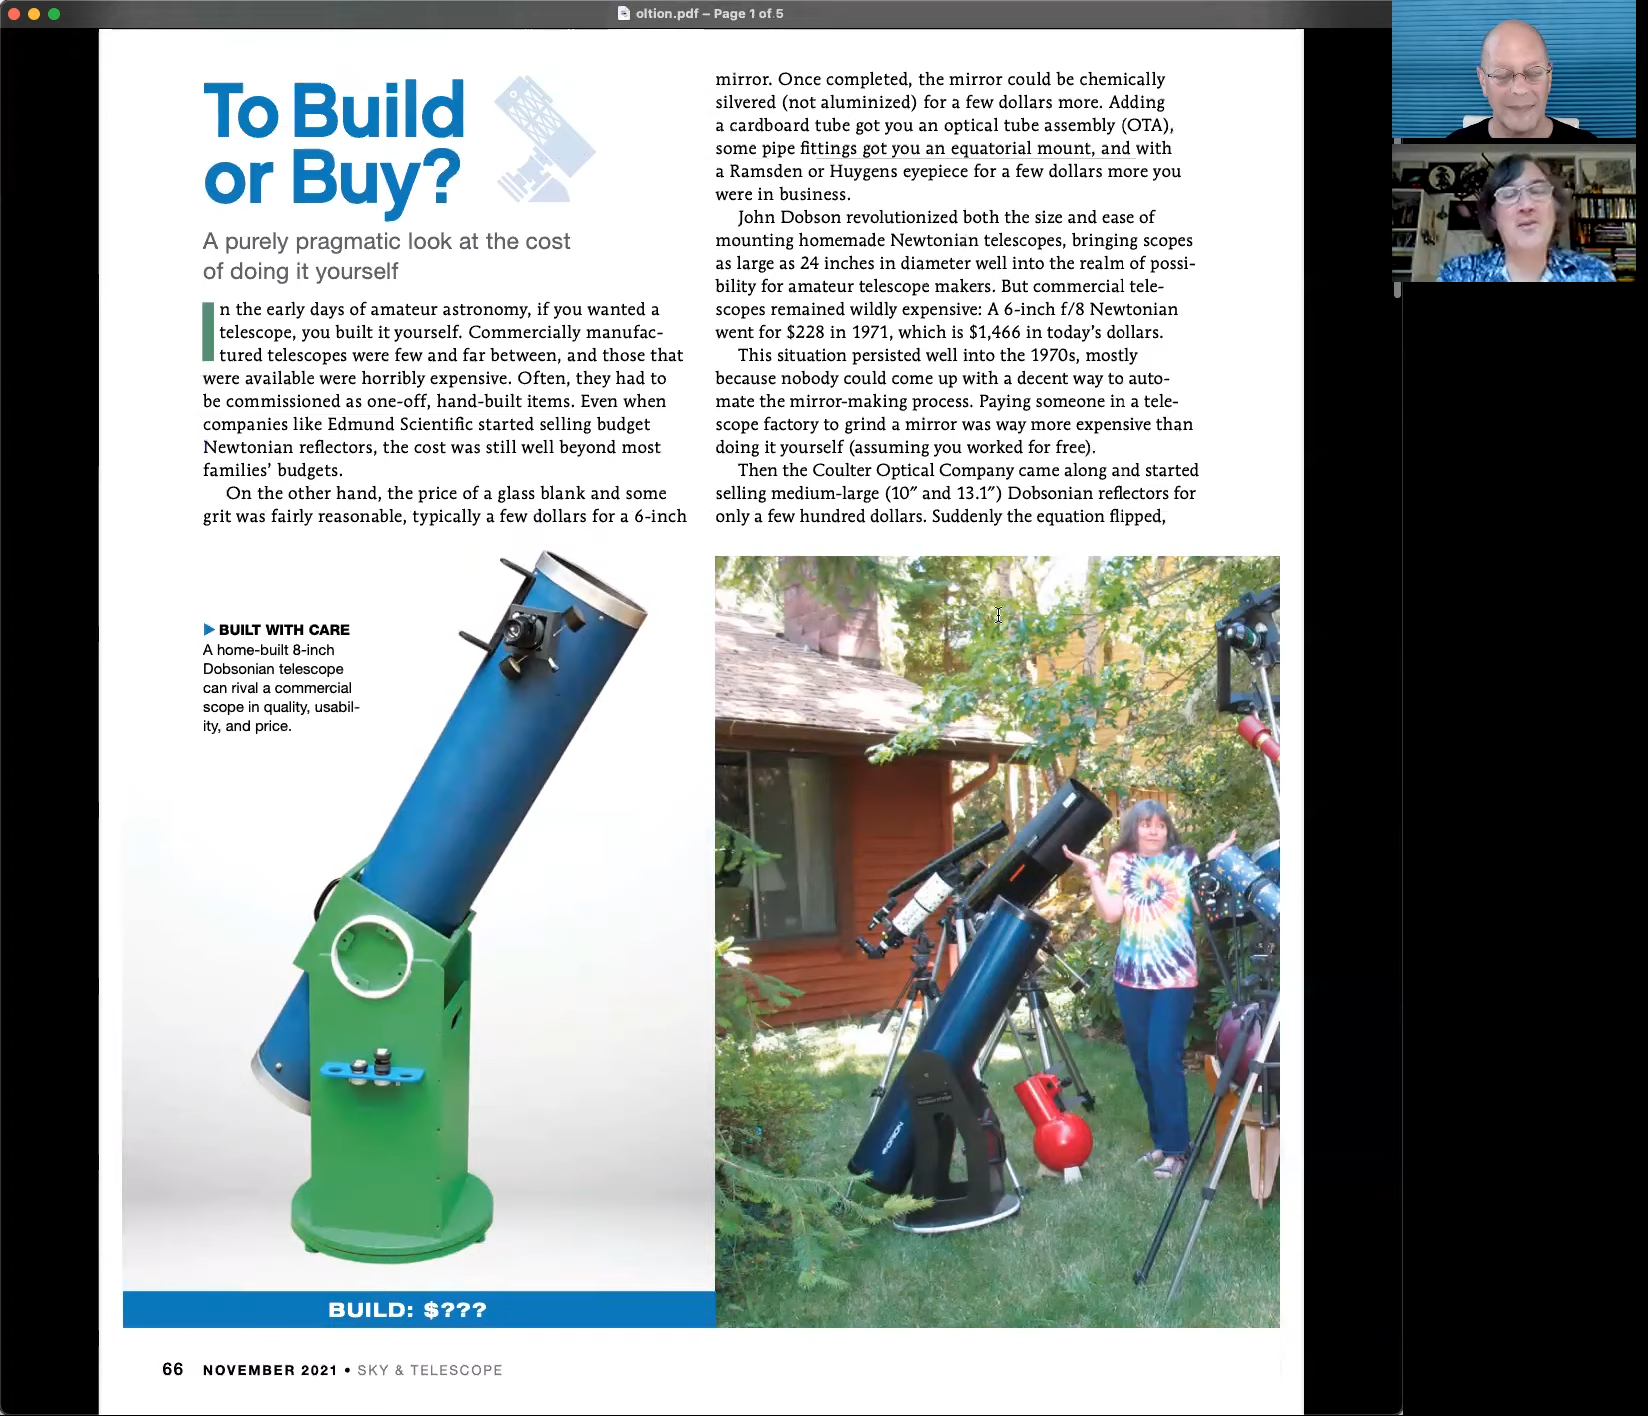 oltion.pdf – Page 1 of 5
To Build
or Buy?
A purely pragmatic look at the cost
of doing it yourself
In the early days of amateur astronomy, if you wanted a
telescope, you built it yourself. Commercially manufac-
tured telescopes were few and far between, and those that
were available were horribly expensive. Often, they had to
be commissioned as one-off, hand-built items. Even when
companies like Edmund Scientific started selling budget
Newtonian reflectors, the cost was still well beyond most
families’ budgets.
On the other hand, the price of a glass blank and some
grit was fairly reasonable, typically a few dollars for a 6-inch
mirror. Once completed, the mirror could be chemically
silvered (not aluminized) for a few dollars more. Adding
a cardboard tube got you an optical tube assembly (OTA),
some pipe fittings got you an equatorial mount, and with
a Ramsden or Huygens eyepiece for a few dollars more you
were in business.
John Dobson revolutionized both the size and ease of
mounting homemade Newtonian telescopes, bringing scopes
as large as 24 inches in diameter well into the realm of possi-
bility for amateur telescope makers. But commercial tele-
scopes remained wildly expensive: A 6-inch f/8 Newtonian
went for $228 in 1971, which is $1,466 in today’s dollars.
This situation persisted well into the 1970s, mostly
because nobody could come up with a decent way to auto-
mate the mirror-making process. Paying someone in a tele-
scope factory to grind a mirror was way more expensive than
doing it yourself (assuming you worked for free).
Then the Coulter Optical Company came along and started
selling medium-large (10″ and 13.1″) Dobsonian reflectors for
only a few hundred dollars. Suddenly the equation flipped,
▶ BUILT WITH CARE
A home-built 8-inch
Dobsonian telescope
can rival a commercial
scope in quality, usabil-
ity, and price.
ORION
BUILD: $???
66 NOVEMBER 2021 • SKY & TELESCOPE